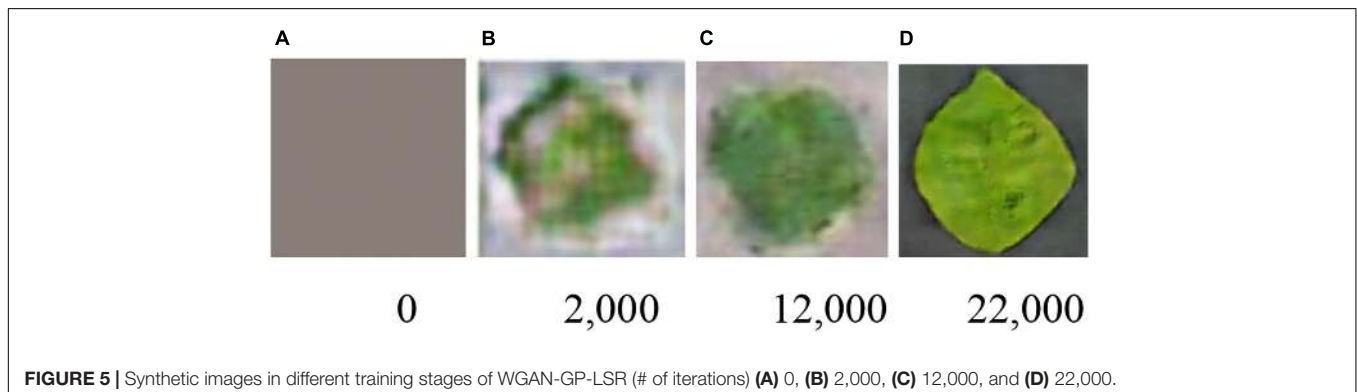 A B C D
0 2,000 12,000 22,000
FIGURE 5 | Synthetic images in different training stages of WGAN-GP-LSR (# of iterations) (A) 0, (B) 2,000, (C) 12,000, and (D) 22,000.